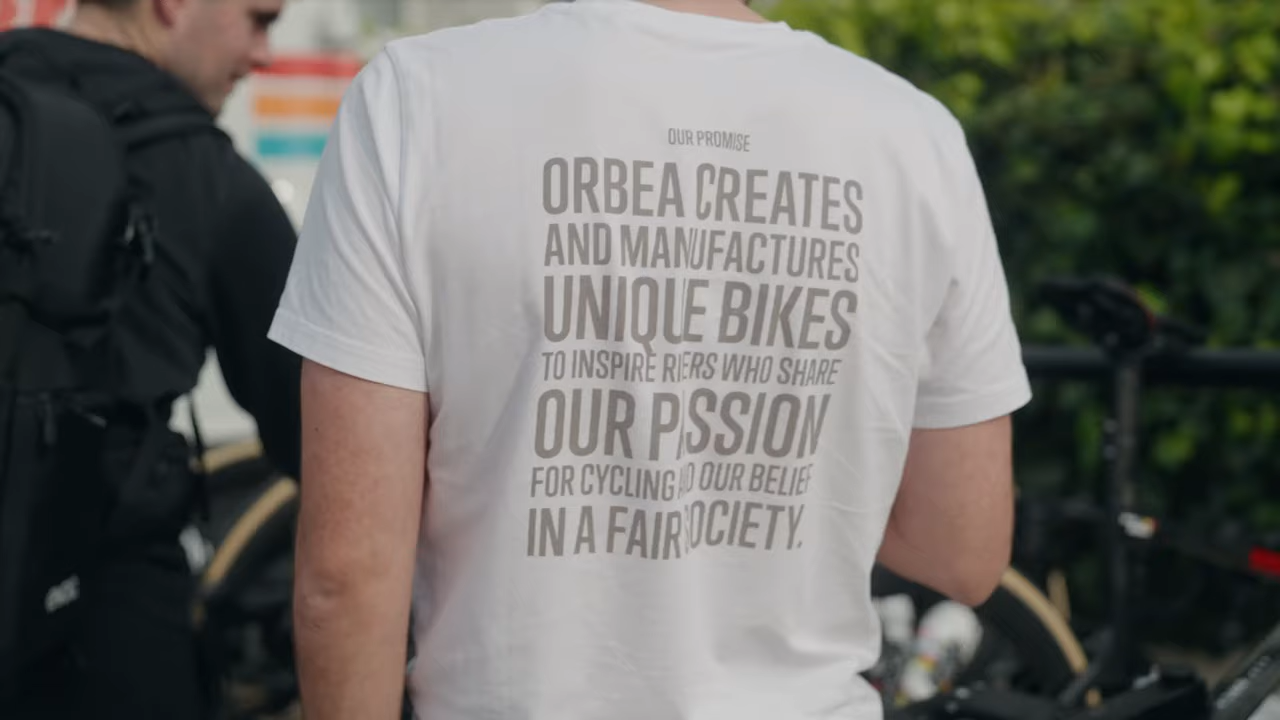 OUR PROMISE
ORBEA CREATES
AND MANUFACTURES
UNIQUE BIKES
TO INSPIRE RIDERS WHO SHARE
OUR PASSION
FOR CYCLING AND OUR BELIEF
IN A FAIR SOCIETY.